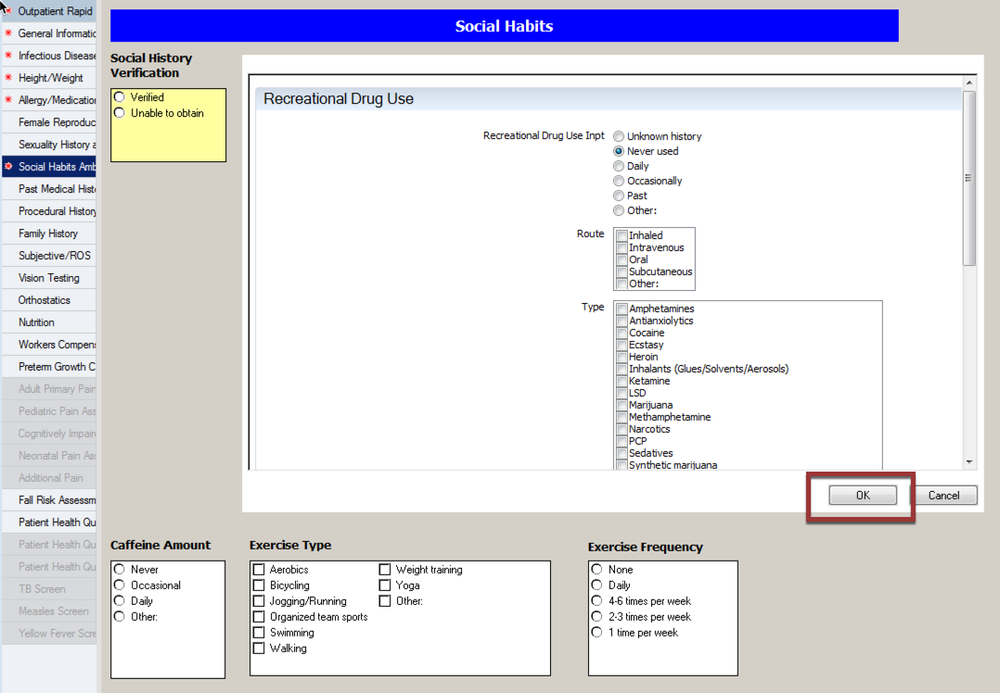 Outpatient Rapid
General Informatic
Infectious Disease
Height/Weight
Allergy/Medication
Female Reproduc
Sexuality History a
Social Habits Amb
Past Medical Histo
Procedural History
Family History
Subjective/ROS
Vision Testing
Orthostatics
Nutrition
Workers Compens
Preterm Growth C
Adult Primary Pain
Pediatric Pain Ass
Cognitively Impaire
Neonatal Pain Ass
Additional Pain
Fall Risk Assessm
Patient Health Qu
Patient Health Qu
Patient Health Qu
TB Screen
Measles Screen
Yellow Fever Scre
Social Habits
Social History
Verification
Verified
Unable to obtain
Recreational Drug Use
Recreational Drug Use Inpt
Unknown history
Never used
Daily
Occasionally
Past
Other:
Route
Inhaled
Intravenous
Oral
Subcutaneous
Other:
Type
Amphetamines
Antianxiolytics
Cocaine
Ecstasy
Heroin
Inhalants (Glues/Solvents/Aerosols)
Ketamine
LSD
Marijuana
Methamphetamine
Narcotics
PCP
Sedatives
Synthetic marijuana
OK Cancel
Caffeine Amount
Never
Occasional
Daily
Other:
Exercise Type
Aerobics
Bicycling
Jogging/Running
Organized team sports
Swimming
Walking
Weight training
Yoga
Other:
Exercise Frequency
None
Daily
4-6 times per week
2-3 times per week
1 time per week